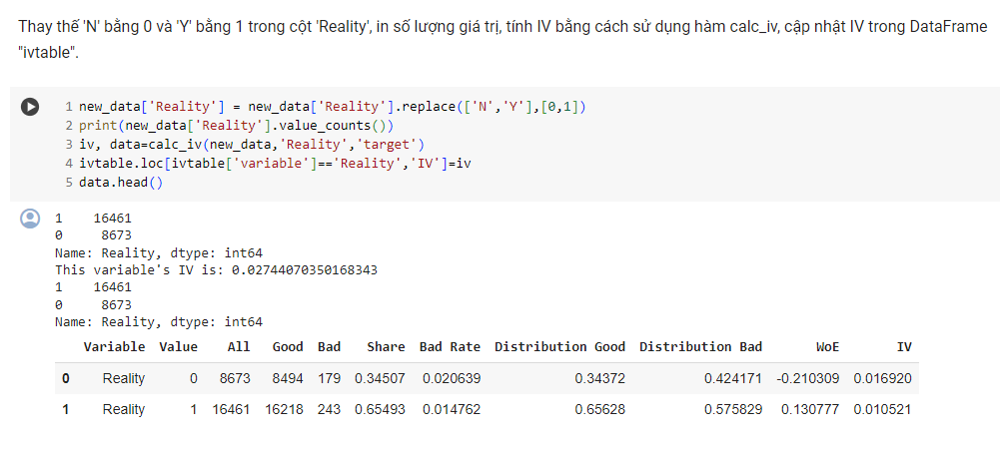 Thay thế 'N' bằng 0 và 'Y' bằng 1 trong cột 'Reality', in số lượng giá trị, tính IV bằng cách sử dụng hàm calc_iv, cập nhật IV trong DataFrame
"ivtable".
1 new_data['Reality'] = new_data['Reality'].replace(['N','Y'],[0,1])
2 print(new_data['Reality'].value_counts())
3 iv, data=calc_iv(new_data,'Reality','target')
4 ivtable.loc[ivtable['variable']=='Reality','IV']=iv
5 data.head()
1 16461
0 8673
Name: Reality, dtype: int64
This variable's IV is: 0.02744070350168343
1 16461
0 8673
Name: Reality, dtype: int64
Variable Value All Good Bad Share Bad Rate Distribution Good Distribution Bad WoE IV
0 Reality 0 8673 8494 179 0.34507 0.020639 0.34372 0.424171 -0.210309 0.016920
1 Reality 1 16461 16218 243 0.65493 0.014762 0.65628 0.575829 0.130777 0.010521